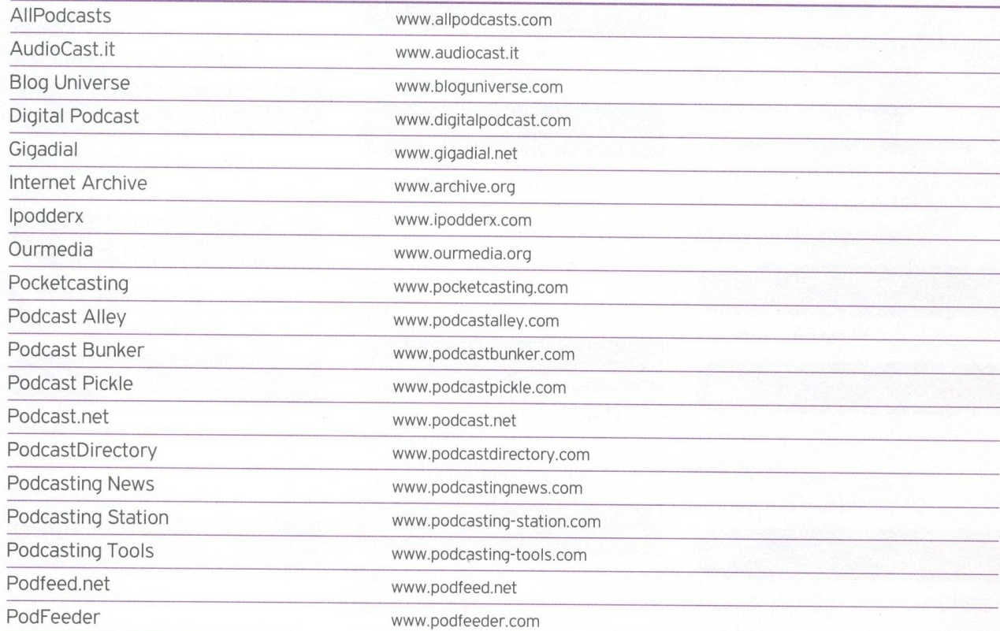 AllPodcasts www.allpodcasts.com
AudioCast.it www.audiocast.it
Blog Universe www.bloguniverse.com
Digital Podcast www.digitalpodcast.com
Gigadial www.gigadial.net
Internet Archive www.archive.org
Ipodderx www.ipodderx.com
Ourmedia www.ourmedia.org
Pocketcasting www.pocketcasting.com
Podcast Alley www.podcastalley.com
Podcast Bunker www.podcastbunker.com
Podcast Pickle www.podcastpickle.com
Podcast.net www.podcast.net
PodcastDirectory www.podcastdirectory.com
Podcasting News www.podcastingnews.com
Podcasting Station www.podcasting-station.com
Podcasting Tools www.podcasting-tools.com
Podfeed.net www.podfeed.net
PodFeeder www.podfeeder.com